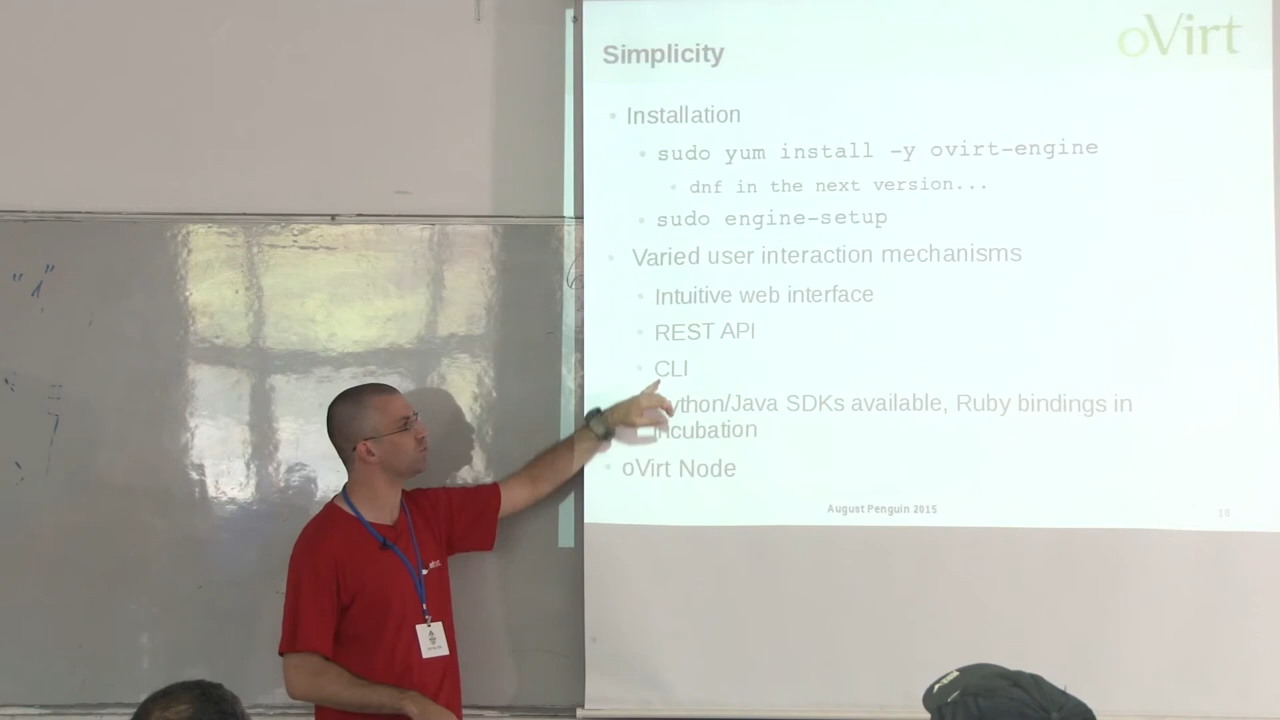 oVirt
Simplicity
Installation
sudo yum install -y ovirt-engine
dnf in the next version...
sudo engine-setup
Varied user interaction mechanisms
Intuitive web interface
REST API
CLI
ython/Java SDKs available, Ruby bindings in
incubation
oVirt Node
August Penguin 2015
18